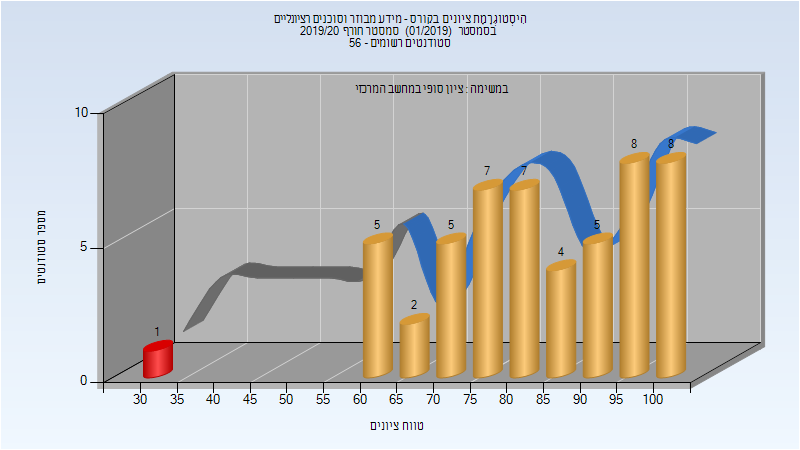 היסטוגרמת ציונים בקורס - מידע מבוזר וסוכנים רציונליים
בסמסטר (01/2019) סמסטר חורף 2019/20
סטודנטים רשומים - 56
במשימה : ציון סופי במחשב המרכזי
מספר סטודנטים
10
5
0
1
5
2
5
7
7
4
5
8
8
30 35 40 45 50 55 60 65 70 75 80 85 90 95 100
טווח ציונים